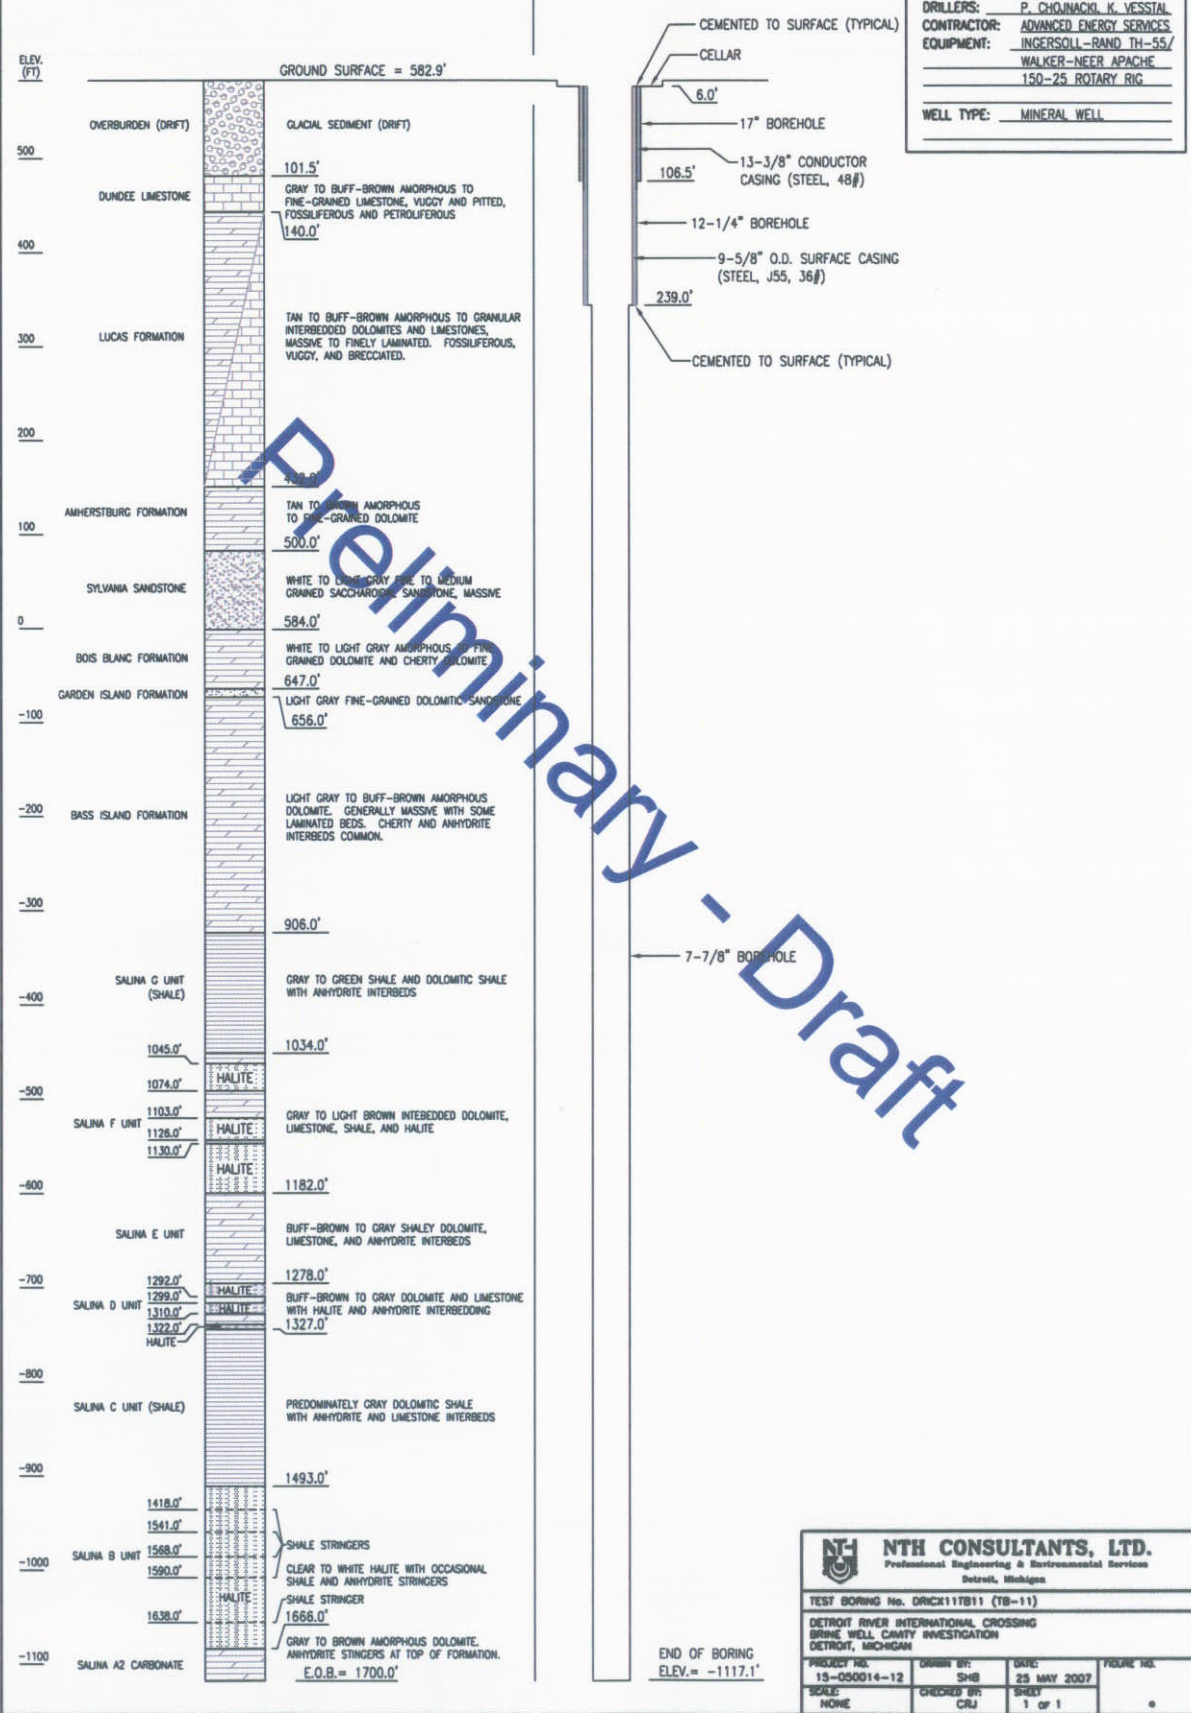 DRILLERS: P. CHOJNACKI, K. VESSTAL
CONTRACTOR: ADVANCED ENERGY SERVICES
EQUIPMENT: INGERSOLL-RAND TH-55/
WALKER-NEER APACHE
150-25 ROTARY RIG
WELL TYPE: MINERAL WELL
ELEV.
(FT)
GROUND SURFACE = 582.9'
OVERBURDEN (DRIFT)
GLACIAL SEDIMENT (DRIFT)
500
101.5'
DUNDEE LIMESTONE
GRAY TO BUFF-BROWN AMORPHOUS TO
FINE-GRAINED LIMESTONE, VUGGY AND PITTED,
FOSSILIFEROUS AND PETROLIFEROUS
140.0'
400
TAN TO BUFF-BROWN AMORPHOUS TO GRANULAR
INTERBEDDED DOLOMITES AND LIMESTONES,
MASSIVE TO FINELY LAMINATED. FOSSILIFEROUS,
VUGGY, AND BRECCIATED.
300
LUCAS FORMATION
200
432.0'
AMHERSTBURG FORMATION
TAN TO BROWN AMORPHOUS
TO FINE-GRAINED DOLOMITE
100
500.0'
SYLVANIA SANDSTONE
WHITE TO LIGHT GRAY FINE TO MEDIUM
GRAINED SACCHAROIDAL SANDSTONE, MASSIVE
0
584.0'
BOIS BLANC FORMATION
WHITE TO LIGHT GRAY AMORPHOUS TO FINE
GRAINED DOLOMITE AND CHERTY DOLOMITE
647.0'
GARDEN ISLAND FORMATION
LIGHT GRAY FINE-GRAINED DOLOMITIC SANDSTONE
-100
656.0'
-200
BASS ISLAND FORMATION
LIGHT GRAY TO BUFF-BROWN AMORPHOUS
DOLOMITE. GENERALLY MASSIVE WITH SOME
LAMINATED BEDS. CHERTY AND ANHYDRITE
INTERBEDS COMMON.
-300
906.0'
SALINA G UNIT
(SHALE)
GRAY TO GREEN SHALE AND DOLOMITIC SHALE
WITH ANHYDRITE INTERBEDS
-400
1034.0'
1045.0'
HALITE
-500
1074.0'
1103.0'
SALINA F UNIT
HALITE
GRAY TO LIGHT BROWN INTEBEDDED DOLOMITE,
LIMESTONE, SHALE, AND HALITE
1126.0'
1130.0'
HALITE
-600
1182.0'
SALINA E UNIT
BUFF-BROWN TO GRAY SHALEY DOLOMITE,
LIMESTONE, AND ANHYDRITE INTERBEDS
-700
1278.0'
1292.0'
HALITE
1299.0'
SALINA D UNIT
HALITE
BUFF-BROWN TO GRAY DOLOMITE AND LIMESTONE
WITH HALITE AND ANHYDRITE INTERBEDDING
1310.0'
1322.0'
HALITE
1327.0'
-800
SALINA C UNIT (SHALE)
PREDOMINATELY GRAY DOLOMITIC SHALE
WITH ANHYDRITE AND LIMESTONE INTERBEDS
-900
1493.0'
1418.0'
1541.0'
SHALE STRINGERS
SALINA B UNIT
1568.0'
-1000
1590.0'
CLEAR TO WHITE HALITE WITH OCCASIONAL
SHALE AND ANHYDRITE STRINGERS
HALITE
SHALE STRINGER
1638.0'
1666.0'
-1100
SALINA A2 CARBONATE
GRAY TO BROWN AMORPHOUS DOLOMITE.
ANHYDRITE STINGERS AT TOP OF FORMATION.
E.O.B.= 1700.0'
CEMENTED TO SURFACE (TYPICAL)
CELLAR
6.0'
17" BOREHOLE
13-3/8" CONDUCTOR
CASING (STEEL, 48#)
106.5'
12-1/4" BOREHOLE
9-5/8" O.D. SURFACE CASING
(STEEL, J55, 36#)
239.0'
CEMENTED TO SURFACE (TYPICAL)
7-7/8" BOREHOLE
END OF BORING
ELEV.= -1117.1'
Preliminary - Draft
NTH
NTH CONSULTANTS, LTD.
Professional Engineering & Environmental Services
Detroit, Michigan
TEST BORING No. DRICX11TB11 (TB-11)
DETROIT RIVER INTERNATIONAL CROSSING
BRINE WELL CAVITY INVESTIGATION
DETROIT, MICHIGAN
PROJECT NO. 15-050014-12
DRAWN BY: SHB
DATE: 25 MAY 2007
FIGURE NO.
SCALE: NONE
CHECKED BY: CRJ
SHEET 1 OF 1